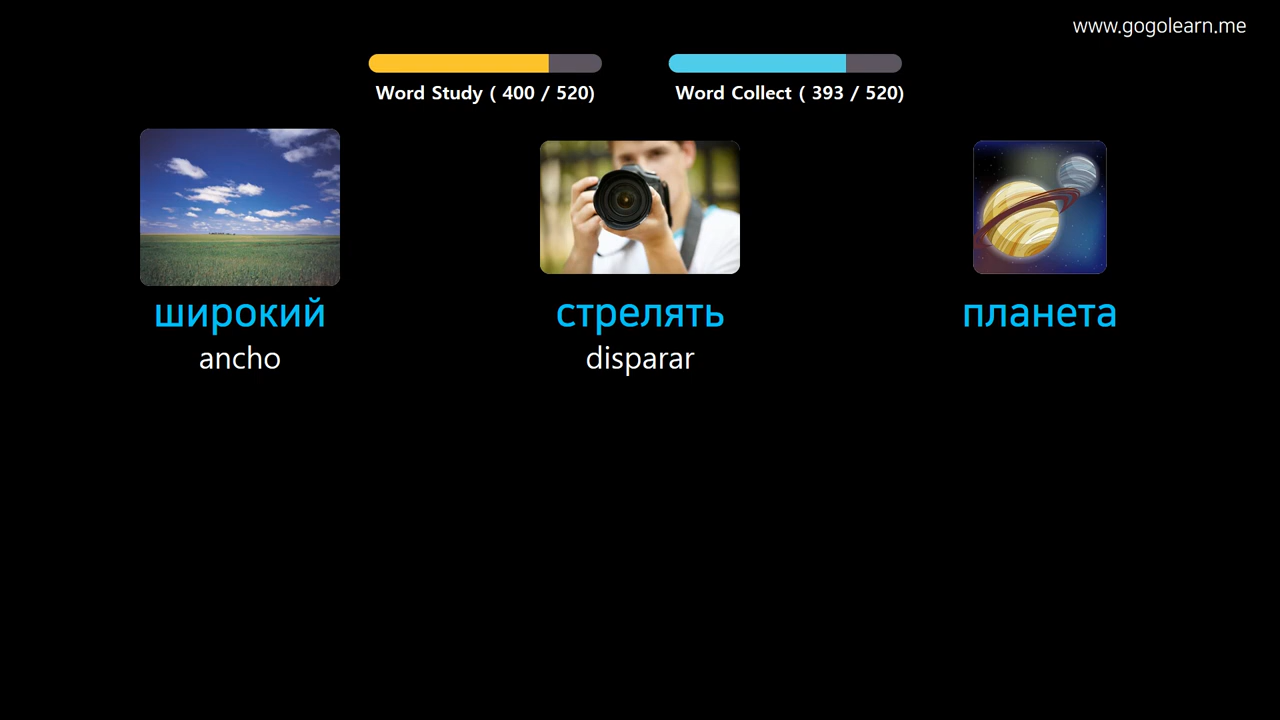 www.gogolearn.me
Word Study ( 400 / 520)
Word Collect ( 393 / 520)
широкий
стрелять
планета
ancho
disparar